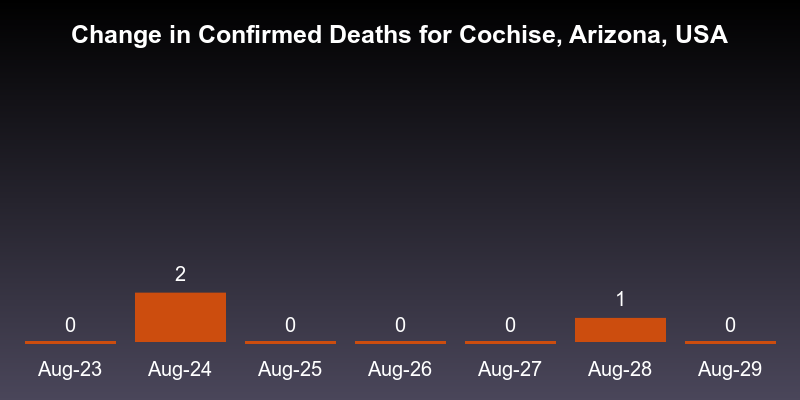 Change in Confirmed Deaths for Cochise, Arizona, USA
0 2 0 0 0 1 0
Aug-23 Aug-24 Aug-25 Aug-26 Aug-27 Aug-28 Aug-29